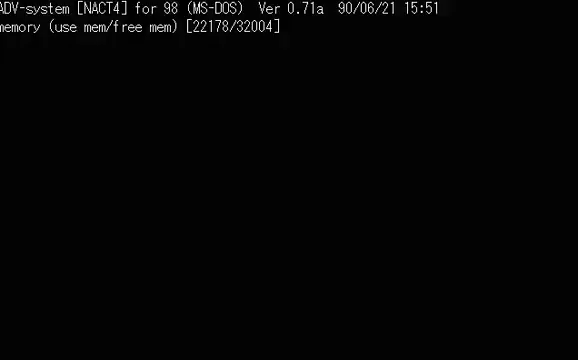 ADV-system [NACT4] for 98 (MS-DOS)  Ver 0.71a  90/06/21 15:51
memory (use mem/free mem) [22178/32004]